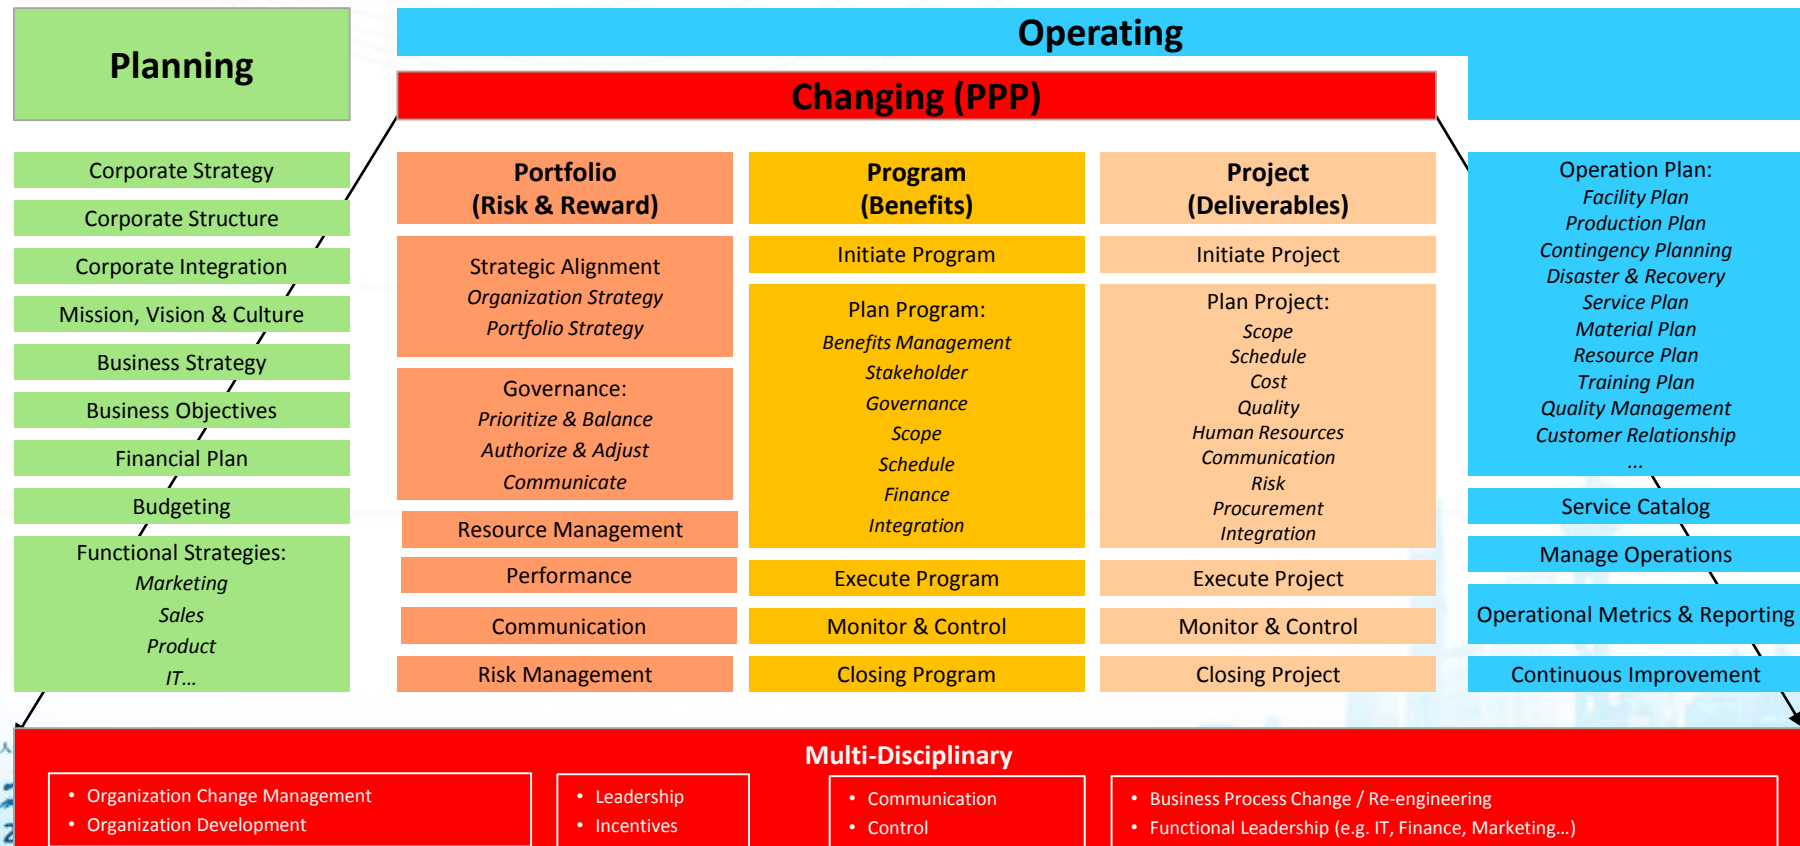 Planning
Operating
Changing (PPP)
Corporate Strategy
Corporate Structure
Corporate Integration
Mission, Vision & Culture
Business Strategy
Business Objectives
Financial Plan
Budgeting
Functional Strategies:
Marketing
Sales
Product
IT...
Portfolio
(Risk & Reward)
Strategic Alignment
Organization Strategy
Portfolio Strategy
Governance:
Prioritize & Balance
Authorize & Adjust
Communicate
Resource Management
Performance
Communication
Risk Management
Program
(Benefits)
Initiate Program
Plan Program:
Benefits Management
Stakeholder
Governance
Scope
Schedule
Finance
Integration
Execute Program
Monitor & Control
Closing Program
Project
(Deliverables)
Initiate Project
Plan Project:
Scope
Schedule
Cost
Quality
Human Resources
Communication
Risk
Procurement
Integration
Execute Project
Monitor & Control
Closing Project
Operation Plan:
Facility Plan
Production Plan
Contingency Planning
Disaster & Recovery
Service Plan
Material Plan
Resource Plan
Training Plan
Quality Management
Customer Relationship
...
Service Catalog
Manage Operations
Operational Metrics & Reporting
Continuous Improvement
Multi-Disciplinary
• Organization Change Management
• Organization Development
• Leadership
• Incentives
• Communication
• Control
• Business Process Change / Re-engineering
• Functional Leadership (e.g. IT, Finance, Marketing...)